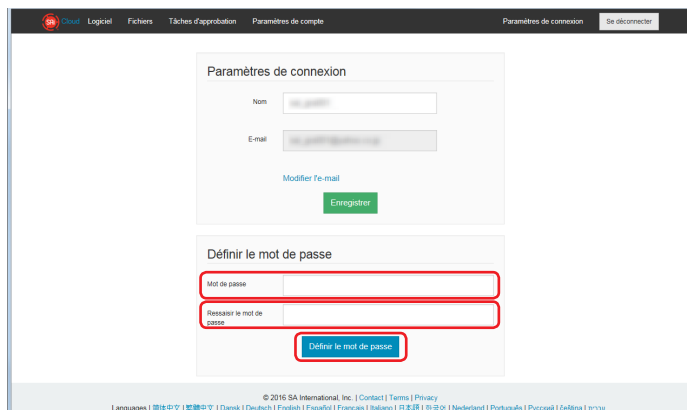 SAi Cloud Logiciel Fichiers Tâches d'approbation Paramètres de compte Paramètres de connexion Se déconnecter
Paramètres de connexion
Nom
E-mail
Modifier l'e-mail
Enregistrer
Définir le mot de passe
Mot de passe
Ressaisir le mot de
passe
Définir le mot de passe
© 2016 SA International, Inc. | Contact | Terms | Privacy
Languages | 简体中文 | 繁體中文 | Dansk | Deutsch | English | Español | Français | Italiano | 日本語 | 한국어 | Nederland | Português | Русский | čeština | עברית